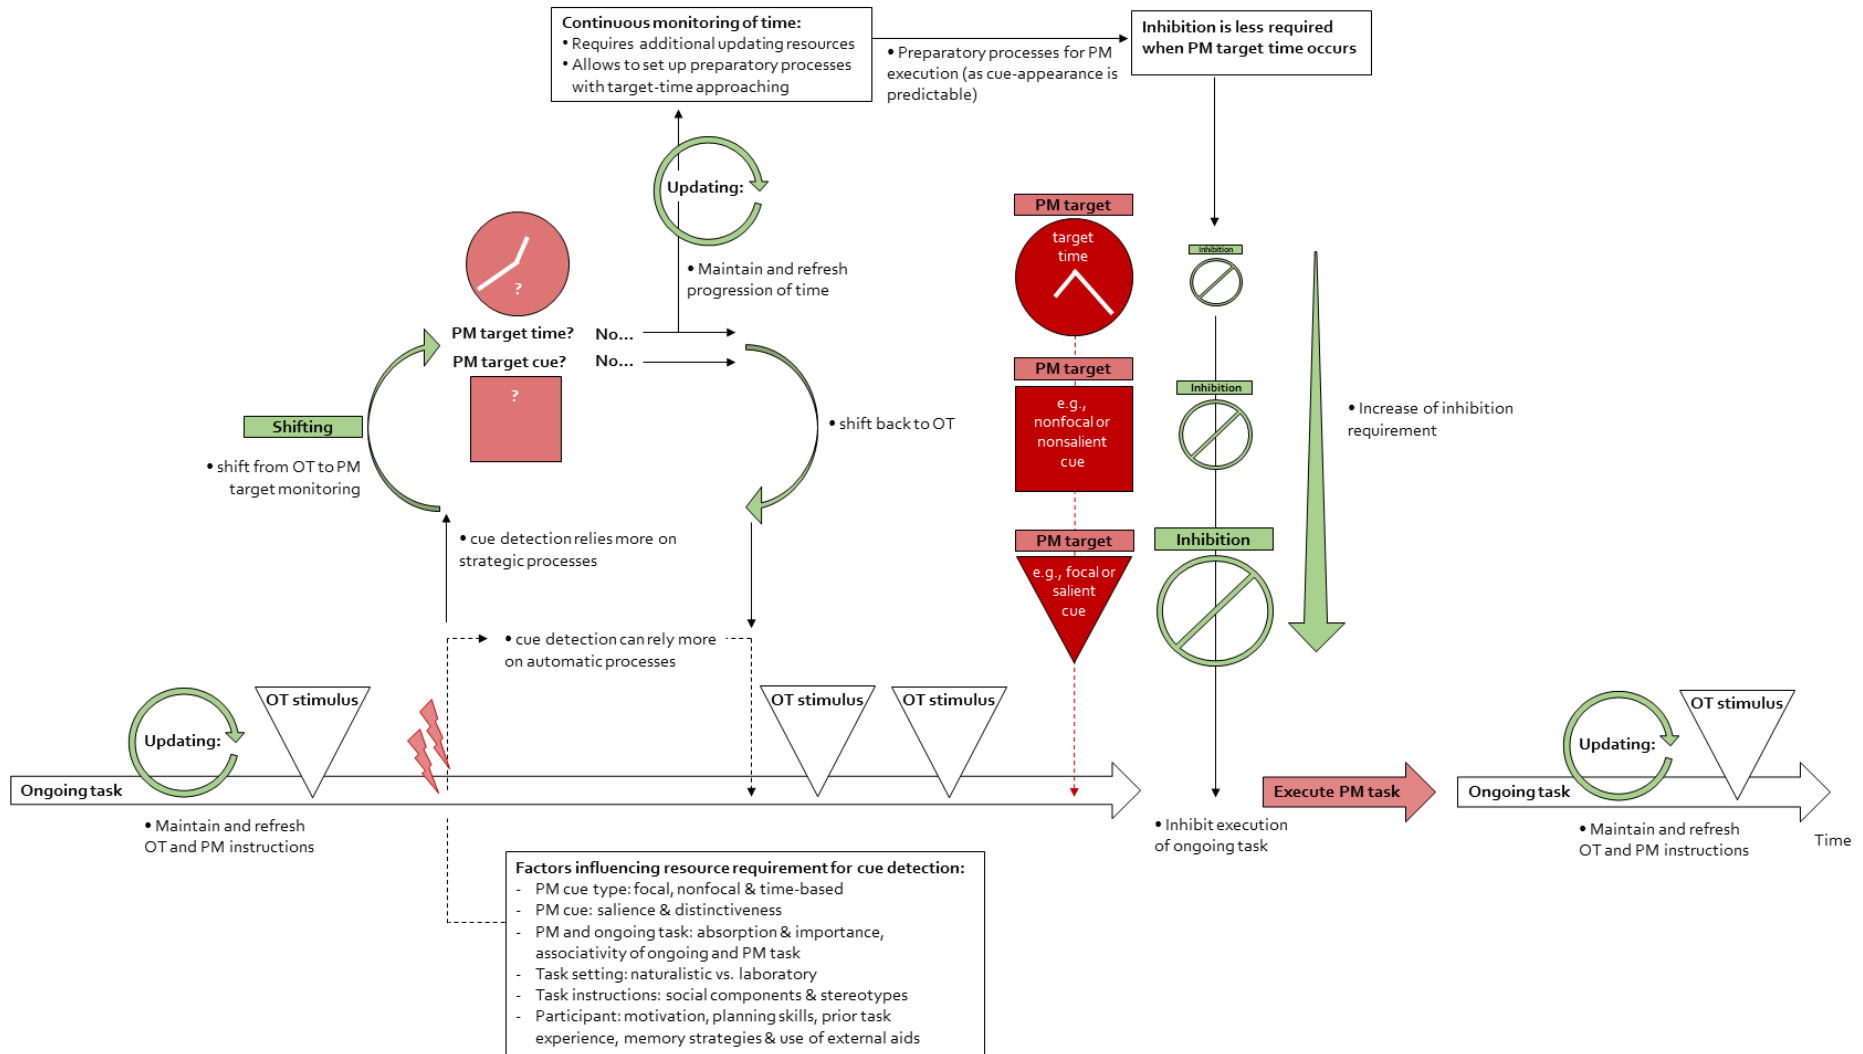 Continuous monitoring of time:
• Requires additional updating resources
• Allows to set up preparatory processes
with target-time approaching
• Preparatory processes for PM
execution (as cue-appearance is
predictable)
Inhibition is less required
when PM target time occurs
Updating:
• Maintain and refresh
progression of time
?
PM target time?
No...
PM target cue?
No...
?
Shifting
• shift from OT to PM
target monitoring
• shift back to OT
• cue detection relies more on
strategic processes
• cue detection can rely more
on automatic processes
PM target
target
time
PM target
e.g.,
nonfocal or
nonsalient
cue
PM target
e.g., focal or
salient
cue
Inhibition
Inhibition
Inhibition
• Increase of inhibition
requirement
Updating:
OT stimulus
OT stimulus
OT stimulus
Updating:
OT stimulus
Ongoing task
Execute PM task
Ongoing task
• Maintain and refresh
OT and PM instructions
• Inhibit execution
of ongoing task
• Maintain and refresh
OT and PM instructions
Time
Factors influencing resource requirement for cue detection:
- PM cue type: focal, nonfocal & time-based
- PM cue: salience & distinctiveness
- PM and ongoing task: absorption & importance,
associativity of ongoing and PM task
- Task setting: naturalistic vs. laboratory
- Task instructions: social components & stereotypes
- Participant: motivation, planning skills, prior task
experience, memory strategies & use of external aids